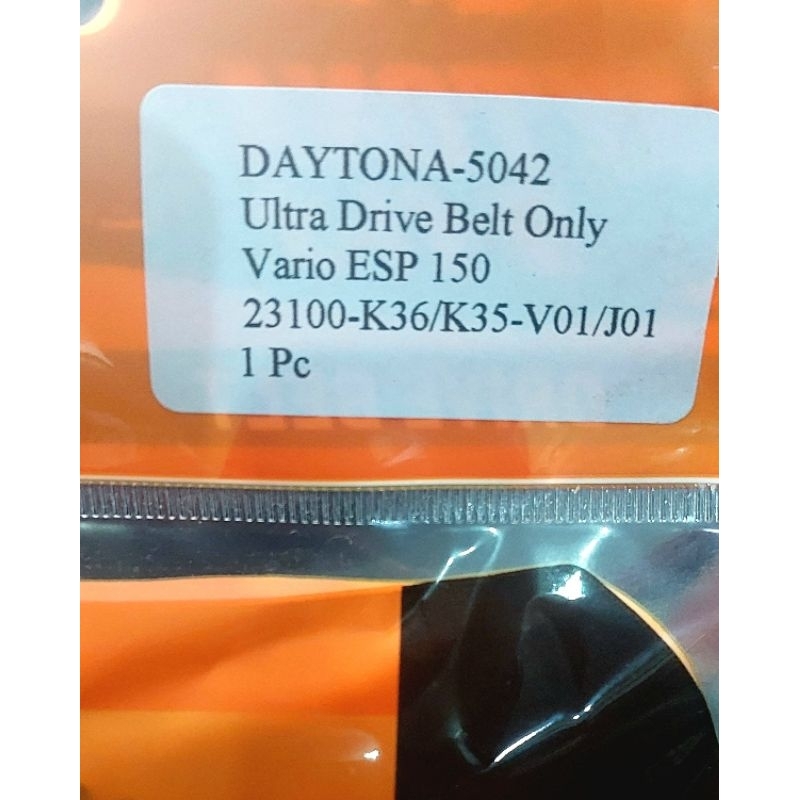 DAYTONA-5042
Ultra Drive Belt Only
Vario ESP 150
23100-K36/K35-V01/J01
1 Pc